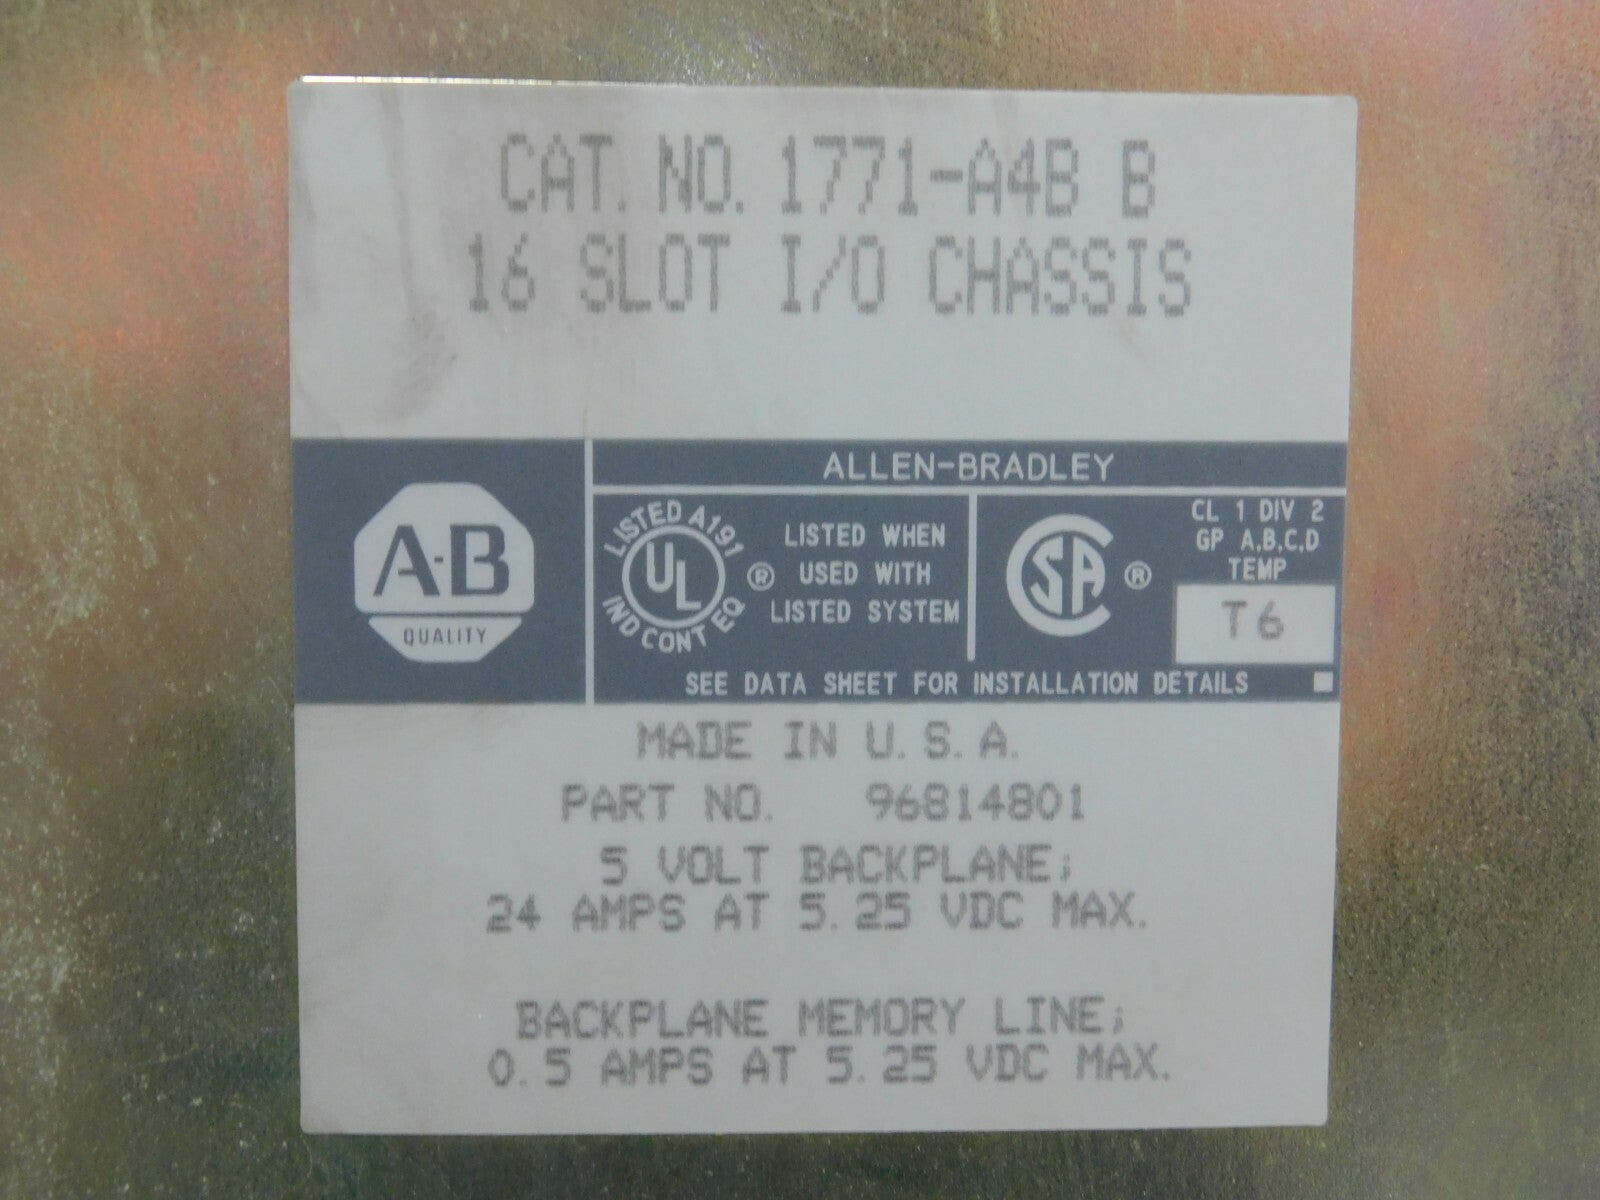 CAT. NO. 1771-A4B B
16 SLOT I/O CHASSIS
ALLEN-BRADLEY
A-B
QUALITY
LISTED A191
UL
IND CONT EQ
®
LISTED WHEN
USED WITH
LISTED SYSTEM
SA ®
CL 1 DIV 2
GP A,B,C,D
TEMP
T6
SEE DATA SHEET FOR INSTALLATION DETAILS
MADE IN U.S.A.
PART NO. 96814801
5 VOLT BACKPLANE;
24 AMPS AT 5.25 VDC MAX.
BACKPLANE MEMORY LINE;
0.5 AMPS AT 5.25 VDC MAX.